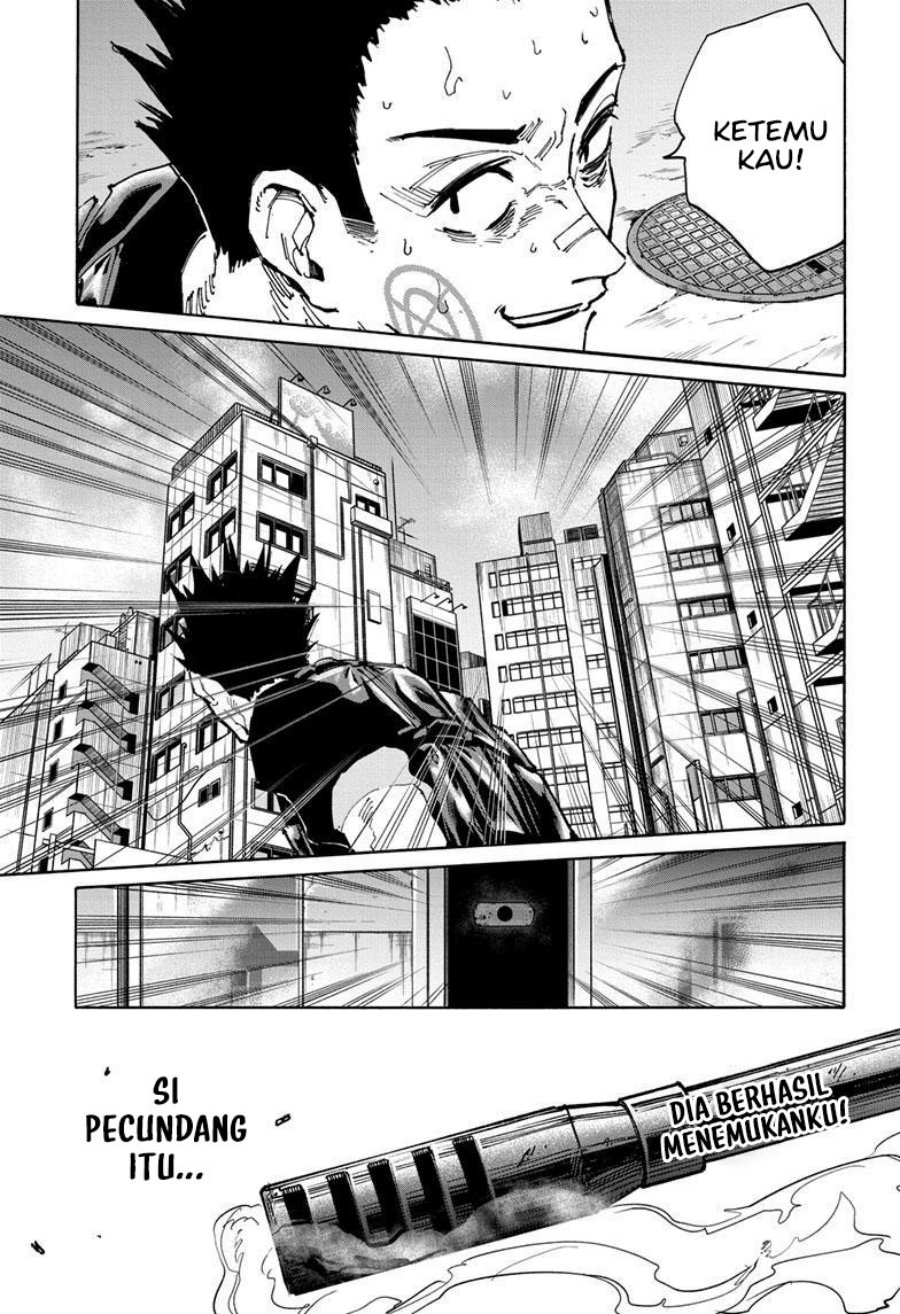 KETEMU
KAU!
SI
PECUNDANG
ITU...
DIA BERHASIL
MENEMUKANKU!